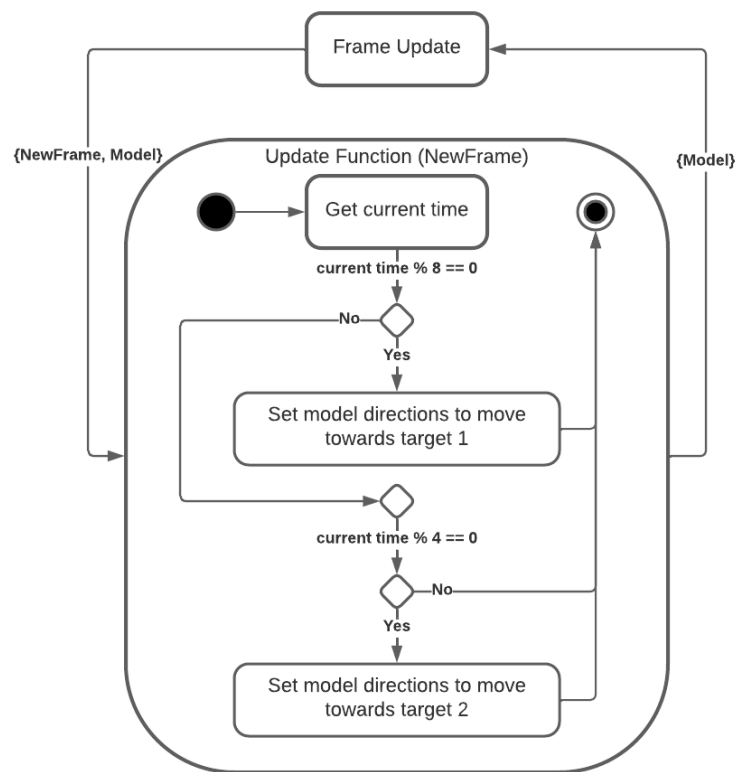 Frame Update
{NewFrame, Model}
{Model}
Update Function (NewFrame)
Get current time
current time % 8 == 0
No
Yes
Set model directions to move
towards target 1
current time % 4 == 0
No
Yes
Set model directions to move
towards target 2